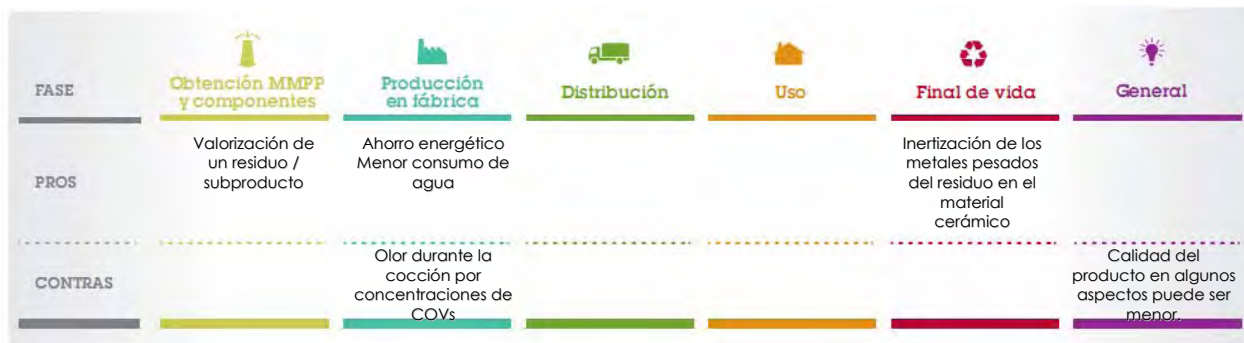 FASE
Obtención MMPP
y componentes
Producción
en fábrica
Distribución
Uso
Final de vida
General
PROS
Valorización de
un residuo /
subproducto
Ahorro energético
Menor consumo de
agua
Inertización de los
metales pesados
del residuo en el
material
cerámico
CONTRAS
Olor durante la
cocción por
concentraciones de
COVs
Calidad del
producto en algunos
aspectos puede ser
menor.